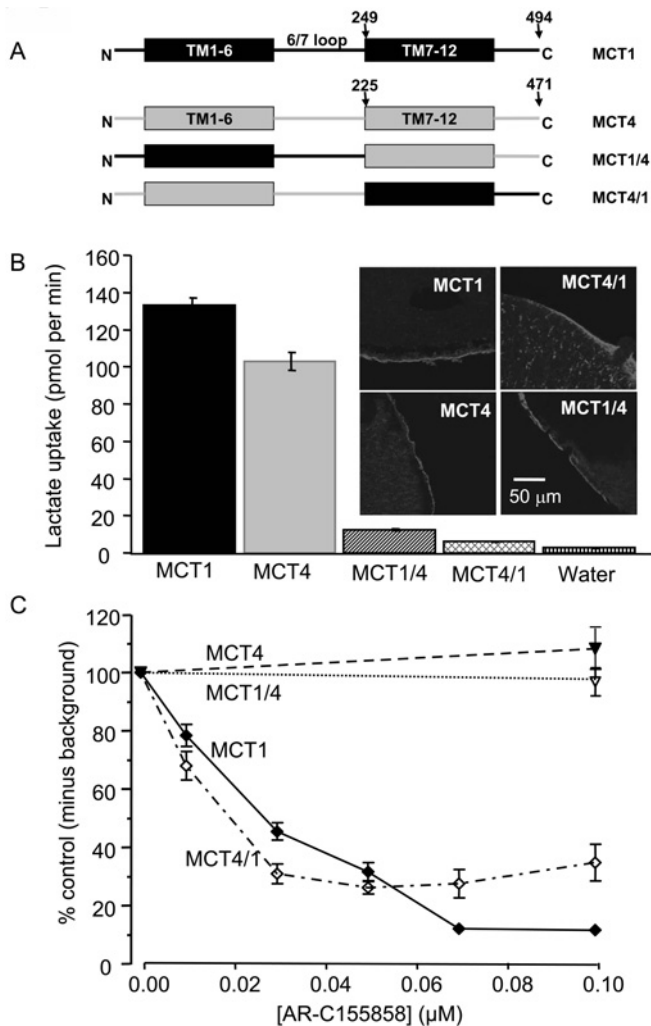 A
249 494
N TM1-6 6/7 loop TM7-12 C MCT1
225 471
N TM1-6 TM7-12 C MCT4
N C MCT1/4
N C MCT4/1
B
Lactate uptake (pmol per min)
160
140
120
100
80
60
40
20
0
MCT1 MCT4/1
MCT4 MCT1/4
50 μm
MCT1 MCT4 MCT1/4 MCT4/1 Water
C
% control (minus background)
120
100
80
60
40
20
0
MCT4
MCT1/4
MCT1
MCT4/1
0.00 0.02 0.04 0.06 0.08 0.10
[AR-C155858] (μM)